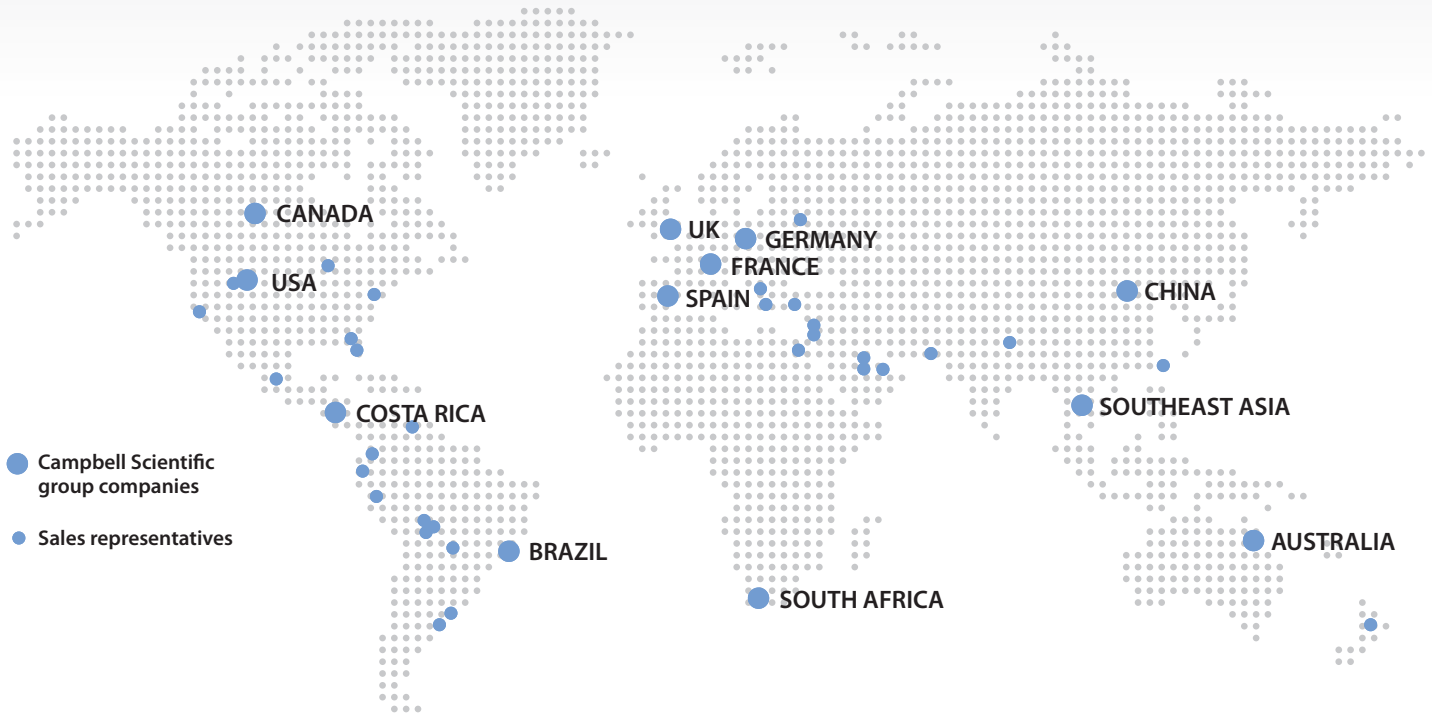 CANADA
UK
GERMANY
FRANCE
USA
SPAIN
CHINA
COSTA RICA
SOUTHEAST ASIA
Campbell Scientific
group companies
Sales representatives
BRAZIL
AUSTRALIA
SOUTH AFRICA